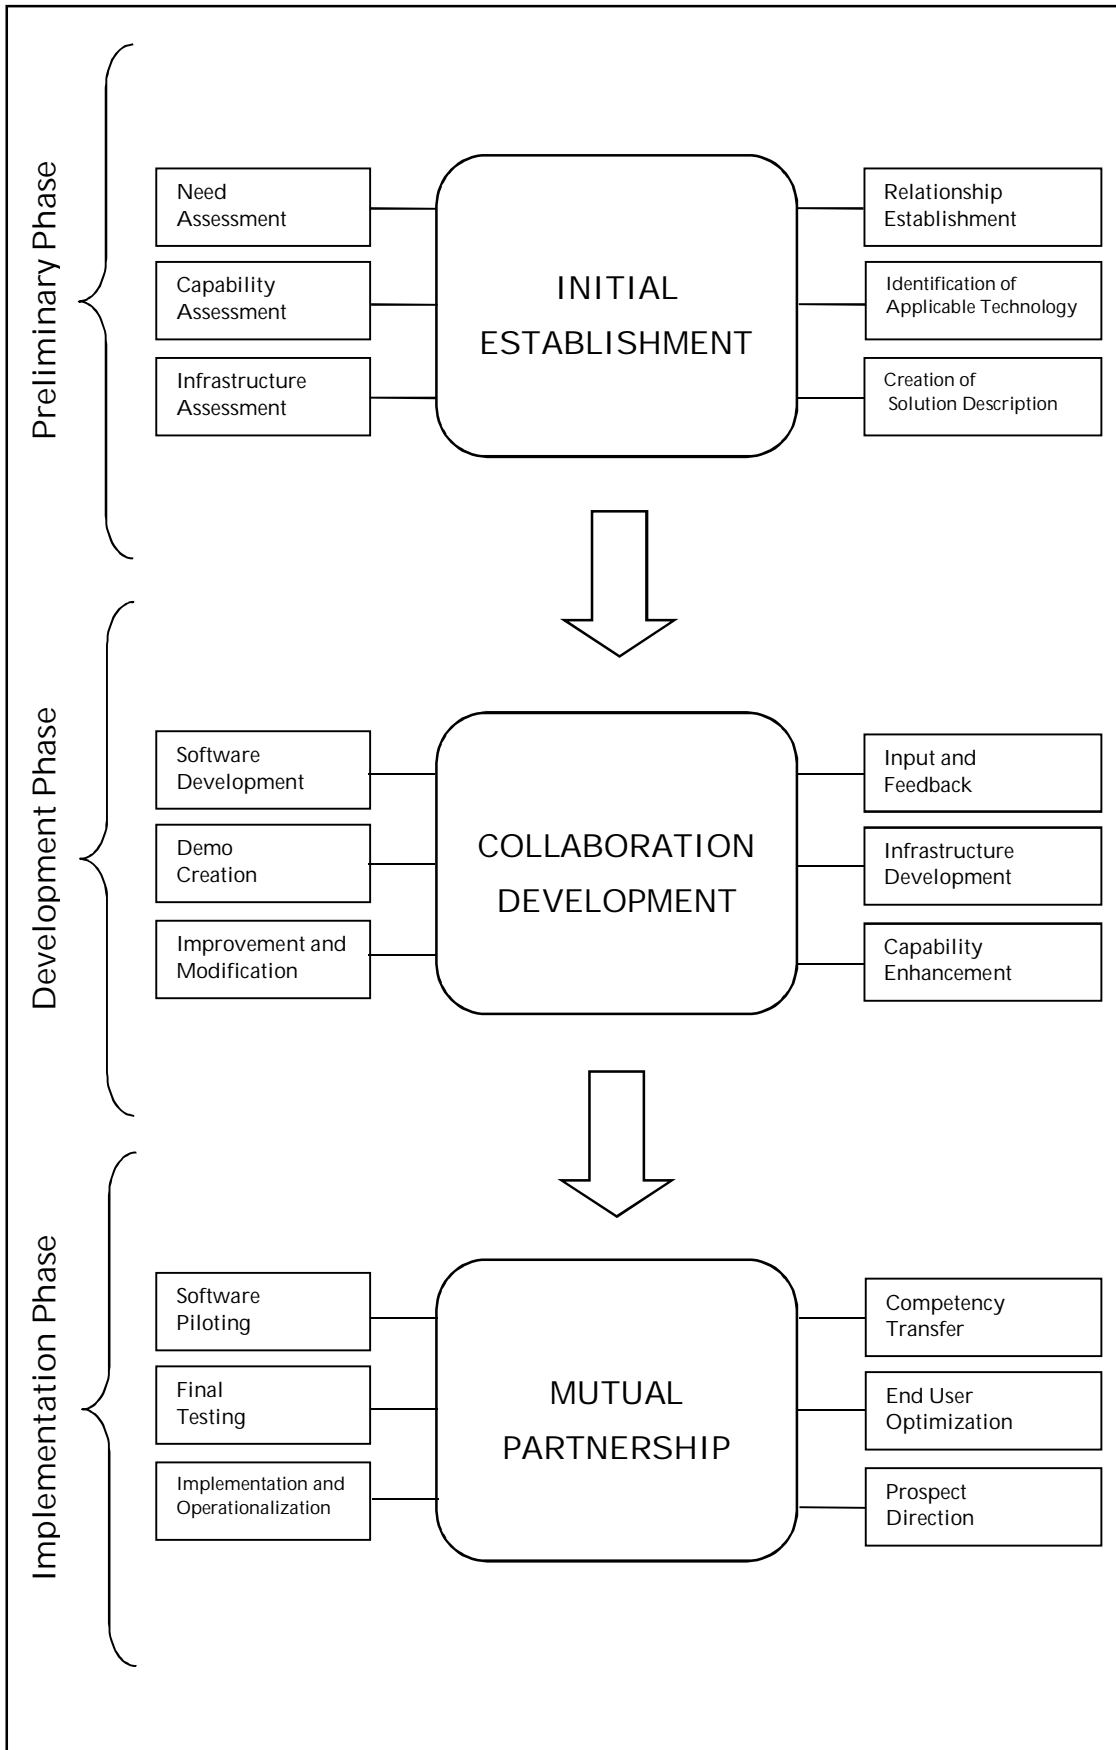 Preliminary Phase
Need
Assessment
Capability
Assessment
Infrastructure
Assessment
INITIAL
ESTABLISHMENT
Relationship
Establishment
Identification of
Applicable Technology
Creation of
Solution Description
Development Phase
Software
Development
Demo
Creation
Improvement and
Modification
COLLABORATION
DEVELOPMENT
Input and
Feedback
Infrastructure
Development
Capability
Enhancement
Implementation Phase
Software
Piloting
Final
Testing
Implementation and
Operationalization
MUTUAL
PARTNERSHIP
Competency
Transfer
End User
Optimization
Prospect
Direction